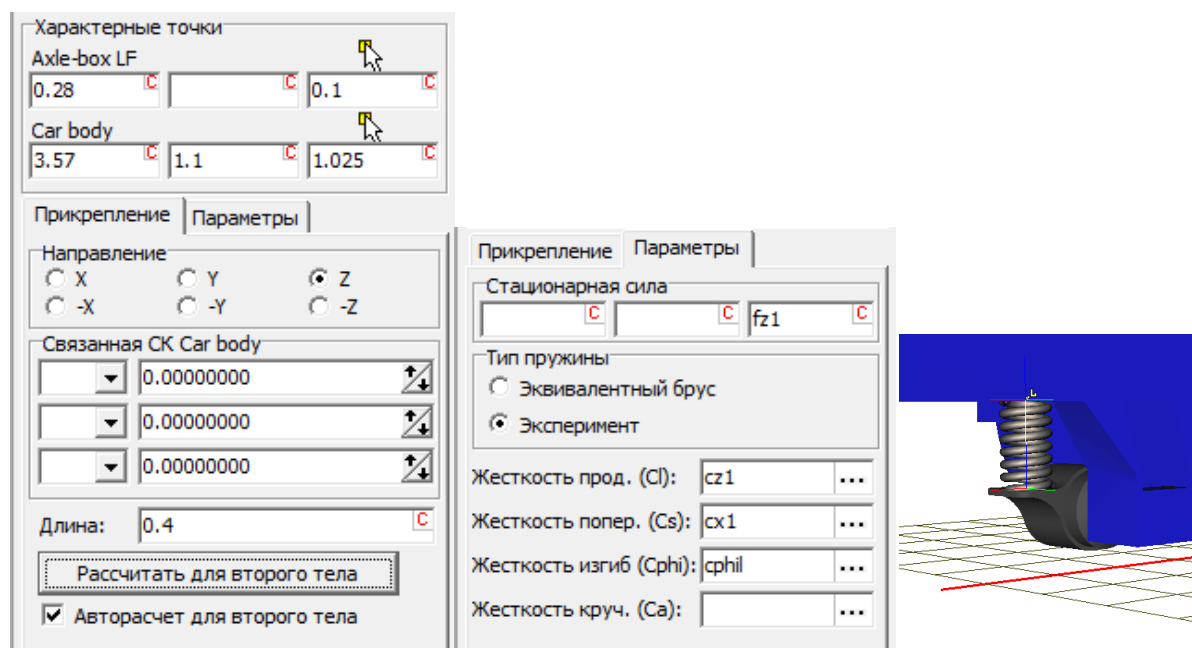 Характерные точки
Axle-box LF
0.28 C C 0.1 C
Car body
3.57 C 1.1 C 1.025 C
Прикрепление Параметры
Направление
X Y Z
-X -Y -Z
Связанная СК Car body
0.00000000
0.00000000
0.00000000
Длина: 0.4 C
Рассчитать для второго тела
Авторасчет для второго тела
Прикрепление Параметры
Стационарная сила
C C fz1 C
Тип пружины
Эквивалентный брус
Эксперимент
Жесткость прод. (Cl): cz1 ...
Жесткость попер. (Cs): cx1 ...
Жесткость изгиб (Cphi): cphil ...
Жесткость круч. (Ca): ...